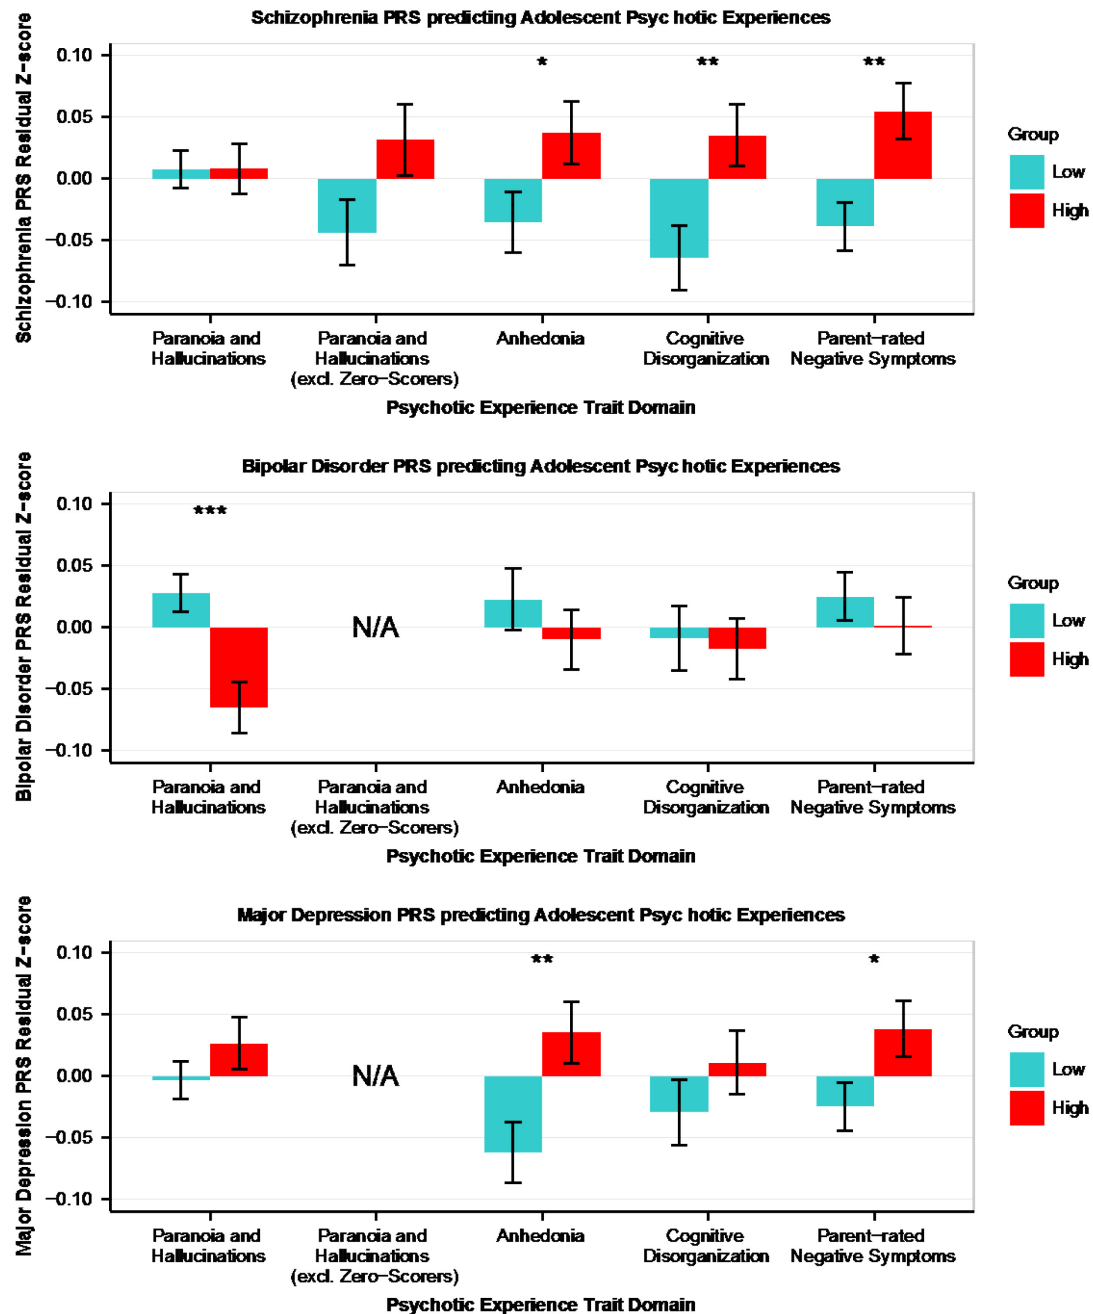 Schizophrenia PRS predicting Adolescent Psyc hotic Experiences
Schizophrenia PRS Residual Z-score
0.10
0.05
0.00
−0.05
−0.10
* ** **
Paranoia and Hallucinations
Paranoia and Hallucinations (excl. Zero-Scorers)
Anhedonia
Cognitive Disorganization
Parent-rated Negative Symptoms
Psychotic Experience Trait Domain
Group
Low
High
Bipolar Disorder PRS predicting Adolescent Psyc hotic Experiences
Bipolar Disorder PRS Residual Z-score
0.10
0.05
0.00
−0.05
−0.10
***
N/A
Paranoia and Hallucinations
Paranoia and Hallucinations (excl. Zero-Scorers)
Anhedonia
Cognitive Disorganization
Parent-rated Negative Symptoms
Psychotic Experience Trait Domain
Group
Low
High
Major Depression PRS predicting Adolescent Psyc hotic Experiences
Major Depression PRS Residual Z-score
0.10
0.05
0.00
−0.05
−0.10
** *
N/A
Paranoia and Hallucinations
Paranoia and Hallucinations (excl. Zero-Scorers)
Anhedonia
Cognitive Disorganization
Parent-rated Negative Symptoms
Psychotic Experience Trait Domain
Group
Low
High